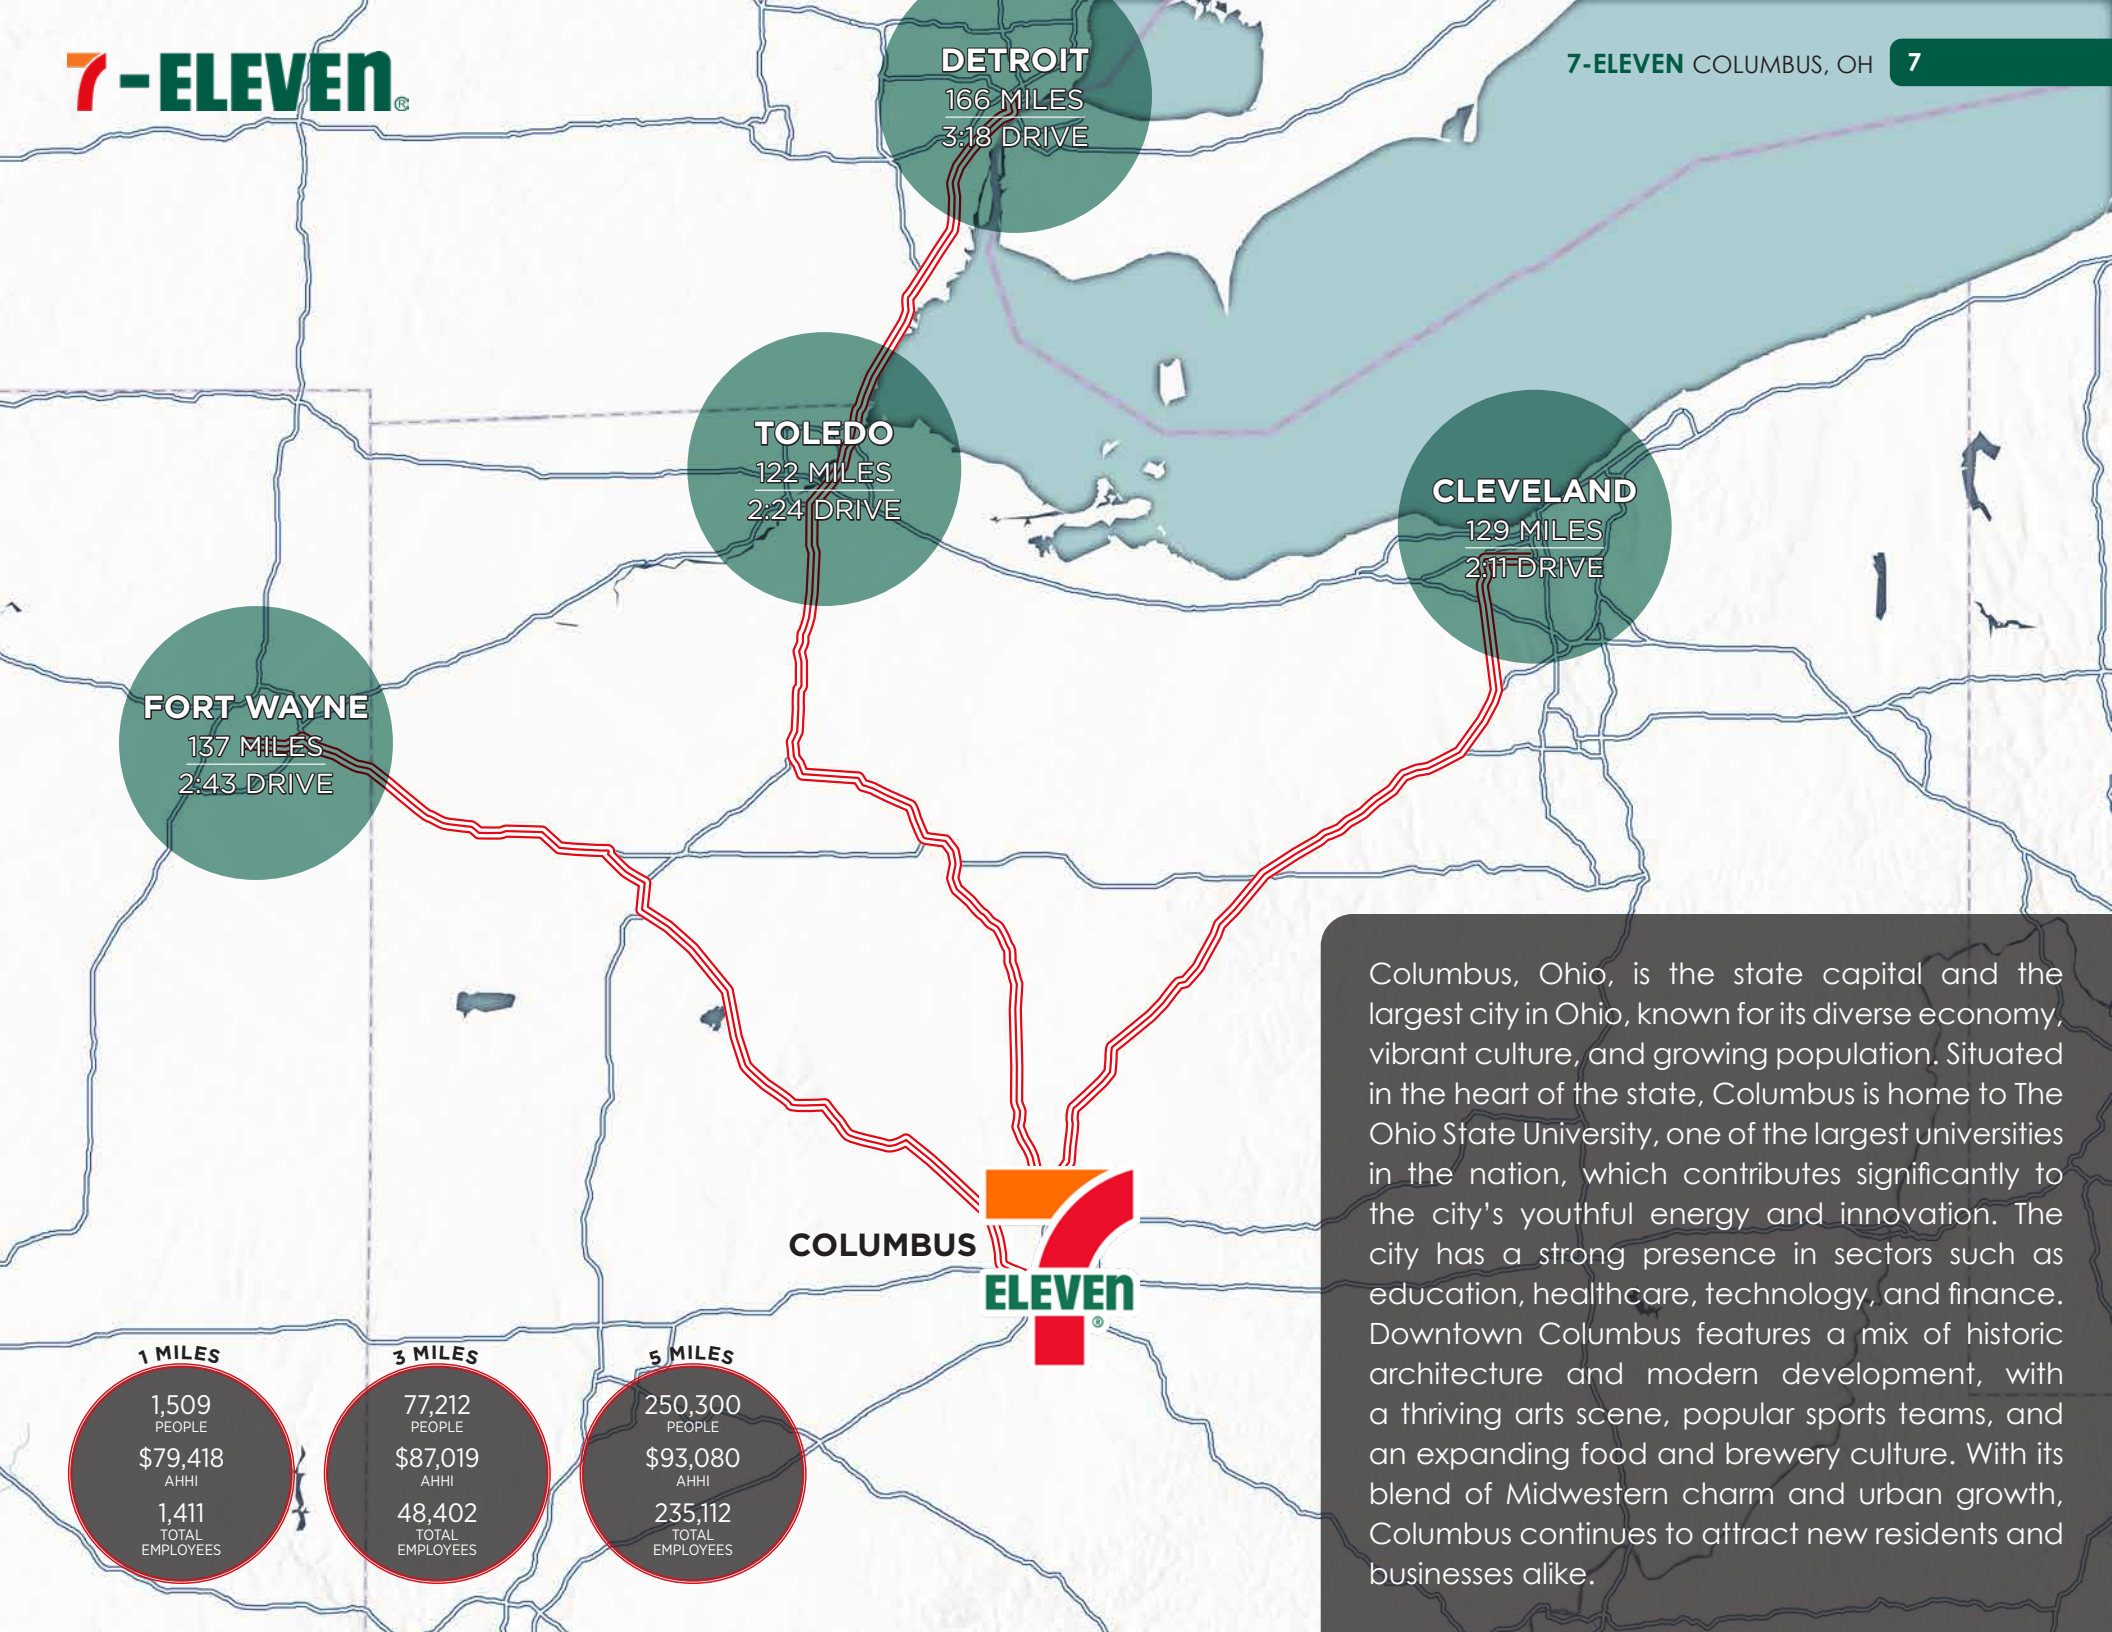 7-ELEVEN®
7-ELEVEN COLUMBUS, OH 7
DETROIT
166 MILES
3:18 DRIVE
TOLEDO
122 MILES
2:24 DRIVE
CLEVELAND
129 MILES
2:11 DRIVE
FORT WAYNE
137 MILES
2:43 DRIVE
COLUMBUS
7
ELEVEN
®
Columbus, Ohio, is the state capital and the
largest city in Ohio, known for its diverse economy,
vibrant culture, and growing population. Situated
in the heart of the state, Columbus is home to The
Ohio State University, one of the largest universities
in the nation, which contributes significantly to
the city's youthful energy and innovation. The
city has a strong presence in sectors such as
education, healthcare, technology, and finance.
Downtown Columbus features a mix of historic
architecture and modern development, with
a thriving arts scene, popular sports teams, and
an expanding food and brewery culture. With its
blend of Midwestern charm and urban growth,
Columbus continues to attract new residents and
businesses alike.
1 MILES
1,509
PEOPLE
$79,418
AHHI
1,411
TOTAL
EMPLOYEES
3 MILES
77,212
PEOPLE
$87,019
AHHI
48,402
TOTAL
EMPLOYEES
5 MILES
250,300
PEOPLE
$93,080
AHHI
235,112
TOTAL
EMPLOYEES